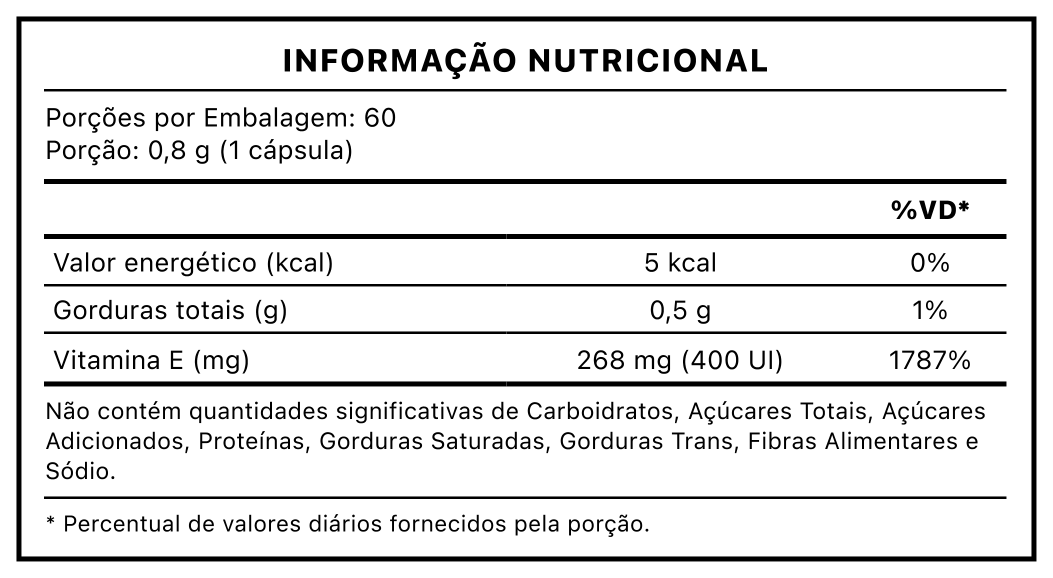 INFORMAÇÃO NUTRICIONAL
Porções por Embalagem: 60
Porção: 0,8 g (1 cápsula)
%VD*
Valor energético (kcal) 5 kcal 0%
Gorduras totais (g) 0,5 g 1%
Vitamina E (mg) 268 mg (400 UI) 1787%
Não contém quantidades significativas de Carboidratos, Açúcares Totais, Açúcares
Adicionados, Proteínas, Gorduras Saturadas, Gorduras Trans, Fibras Alimentares e
Sódio.
* Percentual de valores diários fornecidos pela porção.